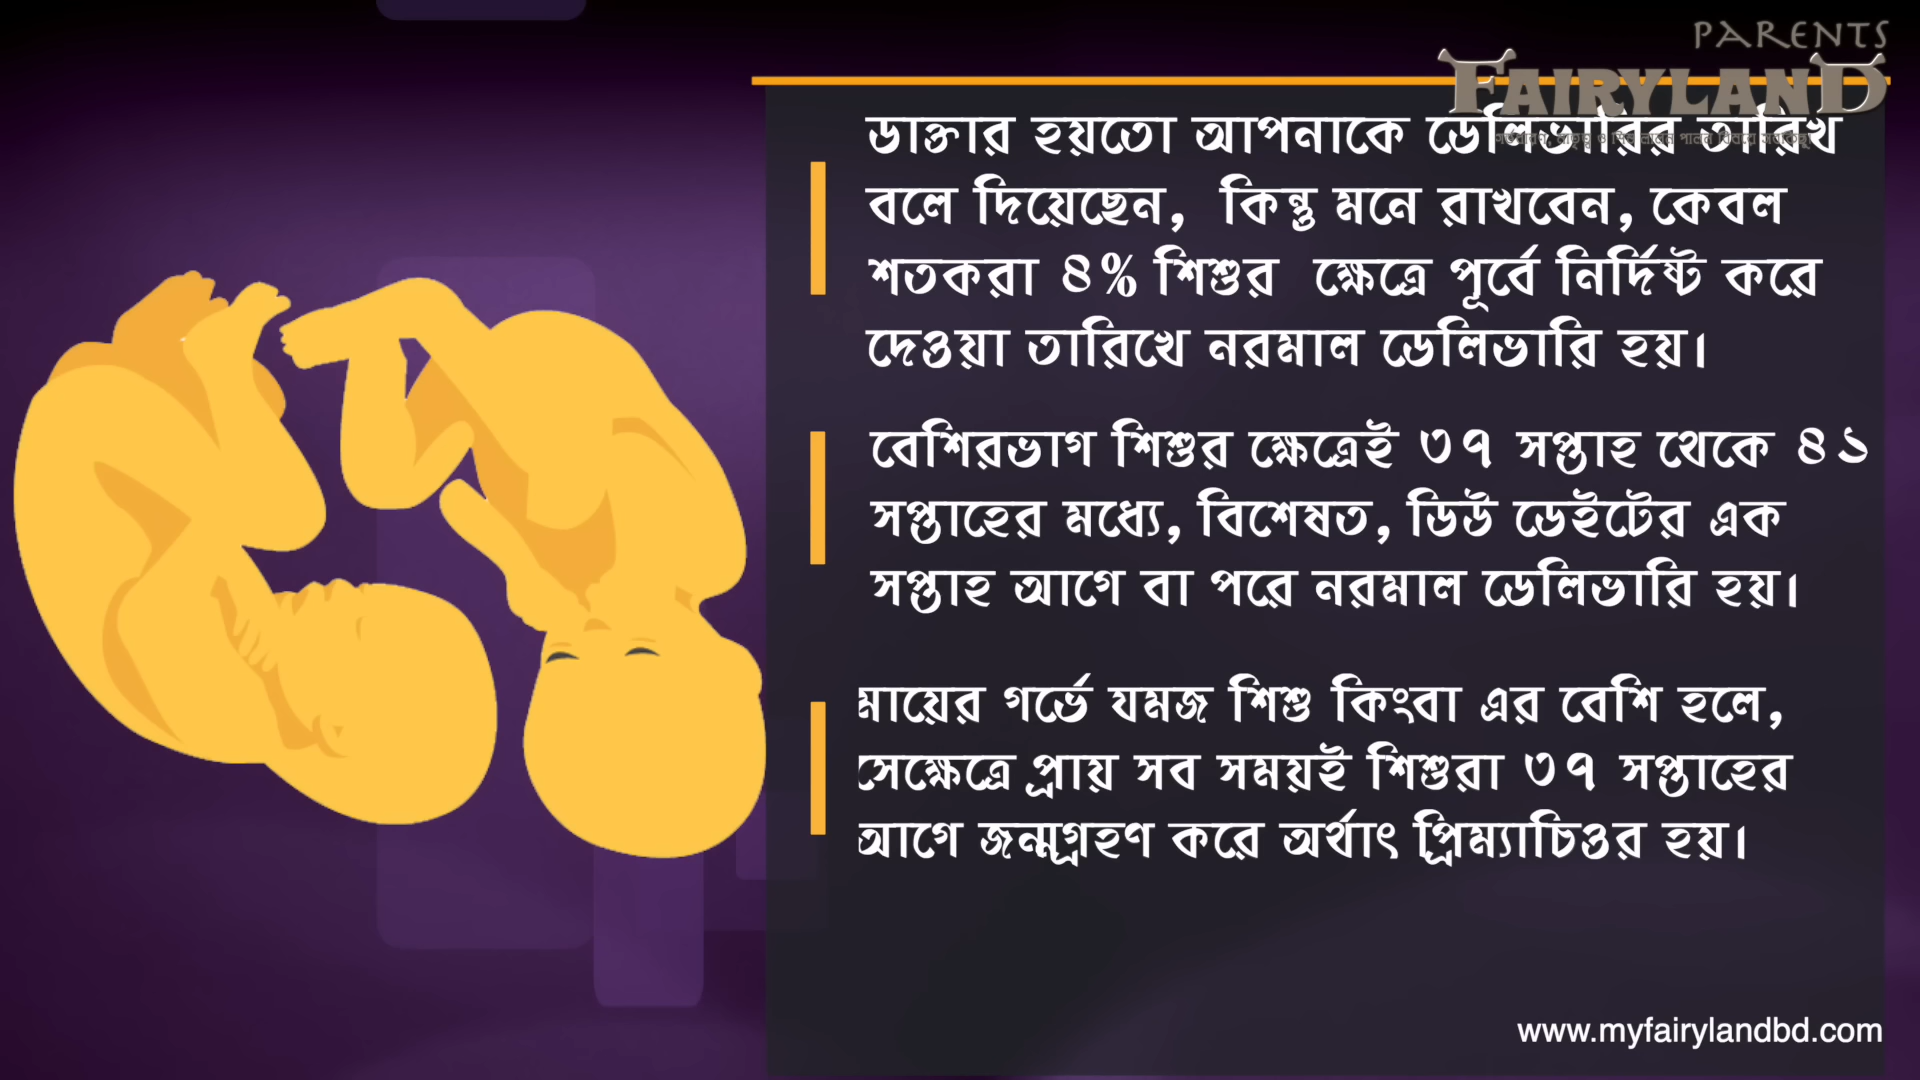 PARENTS
FAIRYLAND
ডাক্তার হয়তো আপনাকে ডেলিভারির তারিখ
বলে দিয়েছেন, কিন্তু মনে রাখবেন, কেবল
শতকরা ৪% শিশুর ক্ষেত্রে পূর্বে নির্দিষ্ট করে
দেওয়া তারিখে নরমাল ডেলিভারি হয়।
বেশিরভাগ শিশুর ক্ষেত্রেই ৩৭ সপ্তাহ থেকে ৪১
সপ্তাহের মধ্যে, বিশেষত, ডিউ ডেইটের এক
সপ্তাহ আগে বা পরে নরমাল ডেলিভারি হয়।
মায়ের গর্ভে যমজ শিশু কিংবা এর বেশি হলে,
সেক্ষেত্রে প্রায় সব সময়ই শিশুরা ৩৭ সপ্তাহের
আগে জন্মগ্রহণ করে অর্থাৎ প্রিম্যাচিওর হয়।
www.myfairylandbd.com